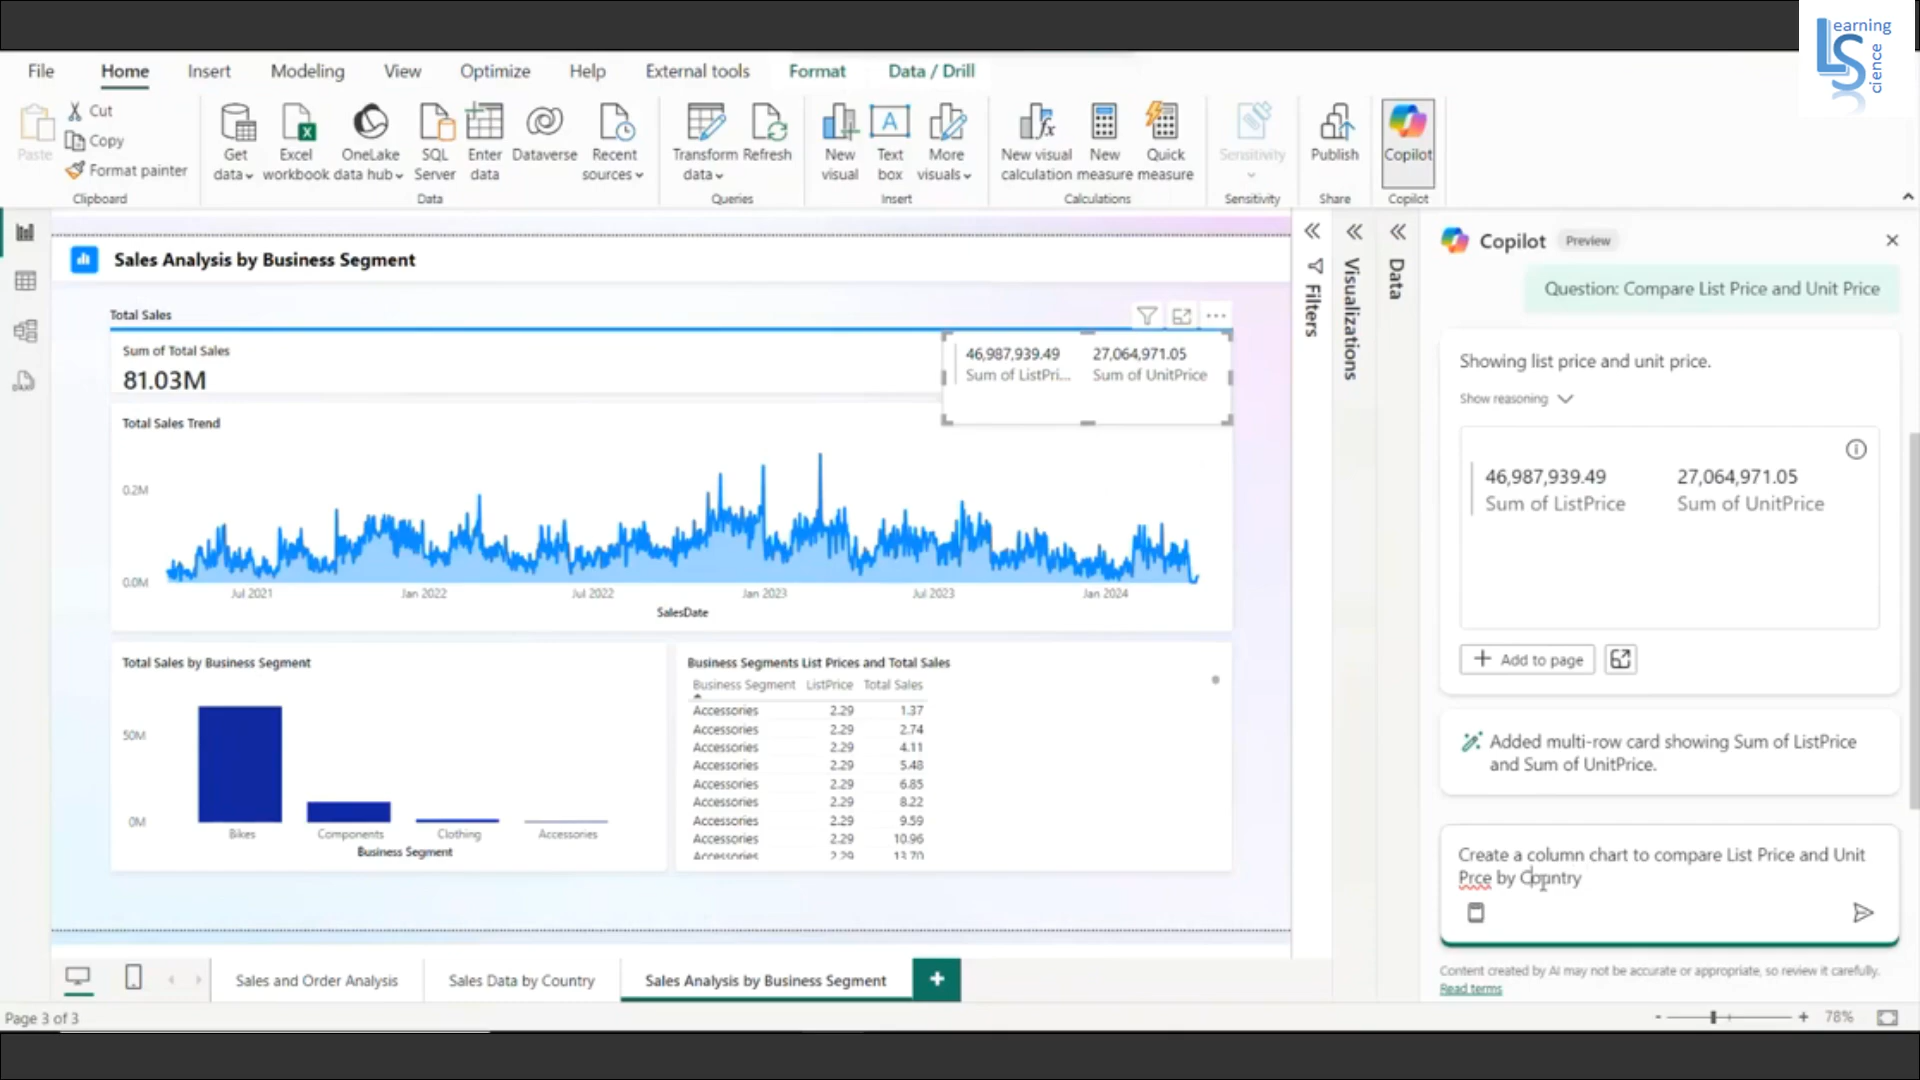 Learning
Science
File Home Insert Modeling View Optimize Help External tools Format Data / Drill
Paste
Cut
Copy
Format painter
Clipboard
Get data
Excel workbook
OneLake data hub
SQL Server
Enter data
Dataverse
Recent sources
Data
Transform data
Refresh
Queries
New visual
A
Text box
More visuals
Insert
New visual calculation
New measure
Quick measure
Calculations
Sensitivity
Sensitivity
Publish
Share
Copilot
Copilot
Sales Analysis by Business Segment
Total Sales
Sum of Total Sales
81.03M
46,987,939.49 27,064,971.05
Sum of ListPri... Sum of UnitPrice
Total Sales Trend
0.2M
0.0M
Jul 2021 Jan 2022 Jul 2022 Jan 2023 Jul 2023 Jan 2024
SalesDate
Total Sales by Business Segment
50M
0M
Bikes Components Clothing Accessories
Business Segment
Business Segments List Prices and Total Sales
Business Segment ListPrice Total Sales
Accessories 2.29 1.37
Accessories 2.29 2.74
Accessories 2.29 4.11
Accessories 2.29 5.48
Accessories 2.29 6.85
Accessories 2.29 8.22
Accessories 2.29 9.59
Accessories 2.29 10.96
Accessories 2.29 13.70
Filters
Visualizations
Data
Copilot Preview
Question: Compare List Price and Unit Price
Showing list price and unit price.
Show reasoning
46,987,939.49 27,064,971.05
Sum of ListPrice Sum of UnitPrice
+ Add to page
Added multi-row card showing Sum of ListPrice
and Sum of UnitPrice.
Create a column chart to compare List Price and Unit
Prce by Country
Content created by AI may not be accurate or appropriate, so review it carefully.
Read terms
Sales and Order Analysis Sales Data by Country Sales Analysis by Business Segment +
Page 3 of 3
- + 78%